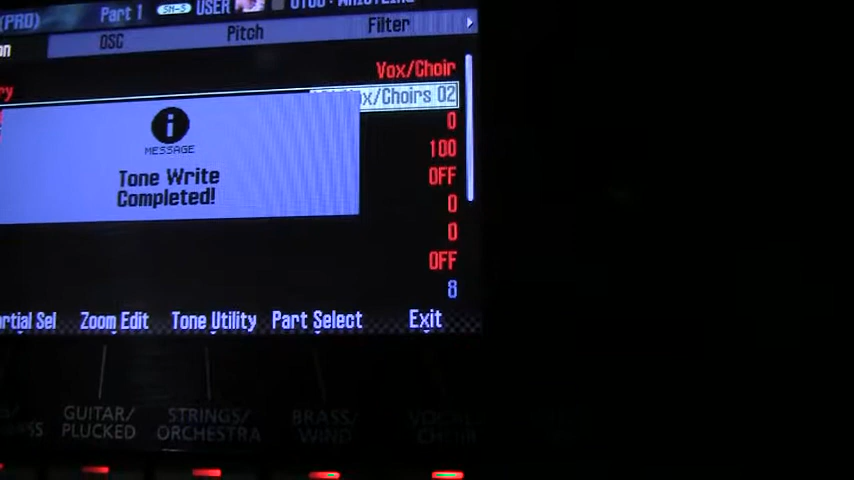 (PRO) Part 1 SN-S USER
OSC Pitch Filter
Vox/Choir
Vox/Choirs 02
0
100
OFF
0
0
OFF
8
MESSAGE
Tone Write
Completed!
Zoom Edit Tone Utility Part Select Exit
GUITAR/
PLUCKED
STRINGS/
ORCHESTRA
BRASS/
WIND